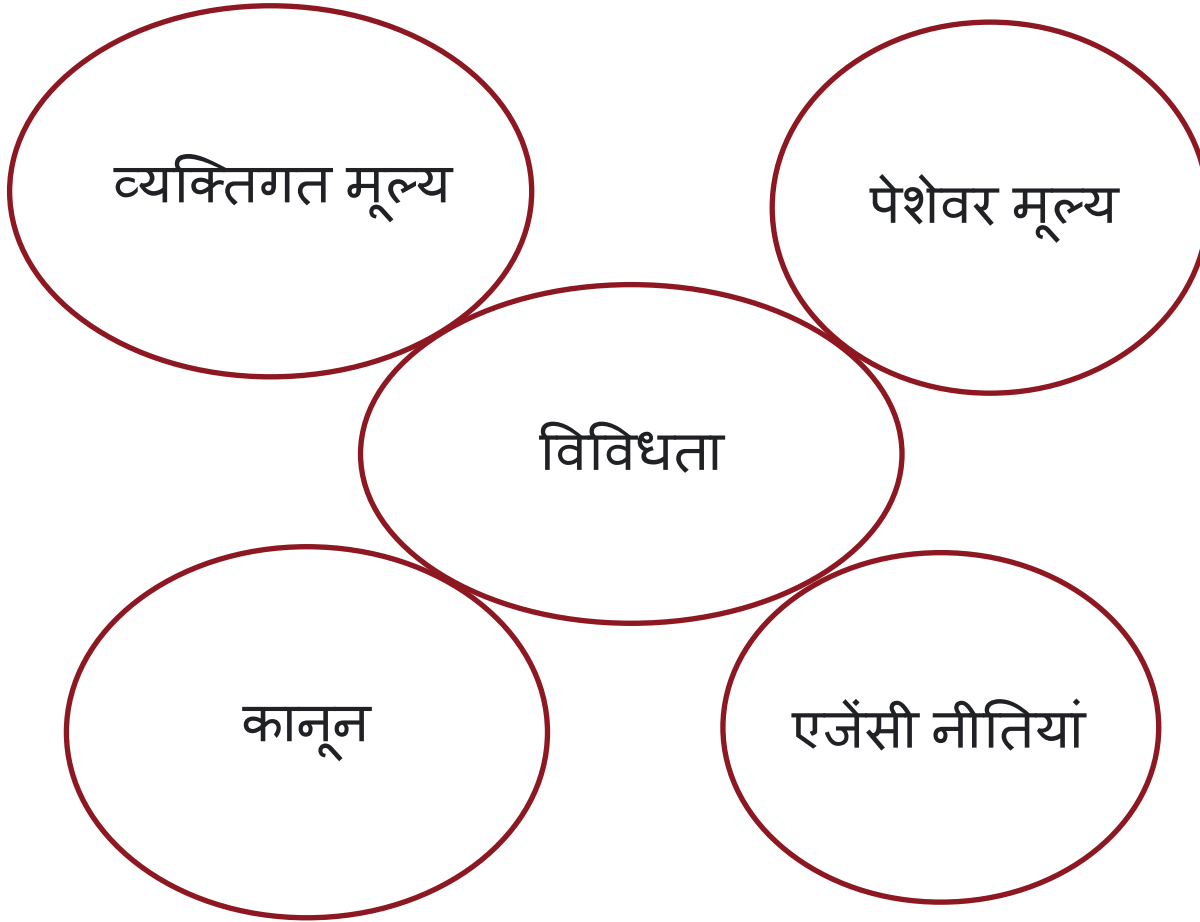 व्यक्तिगत मूल्य
पेशेवर मूल्य
विविधता
कानून
एजेंसी नीतियां